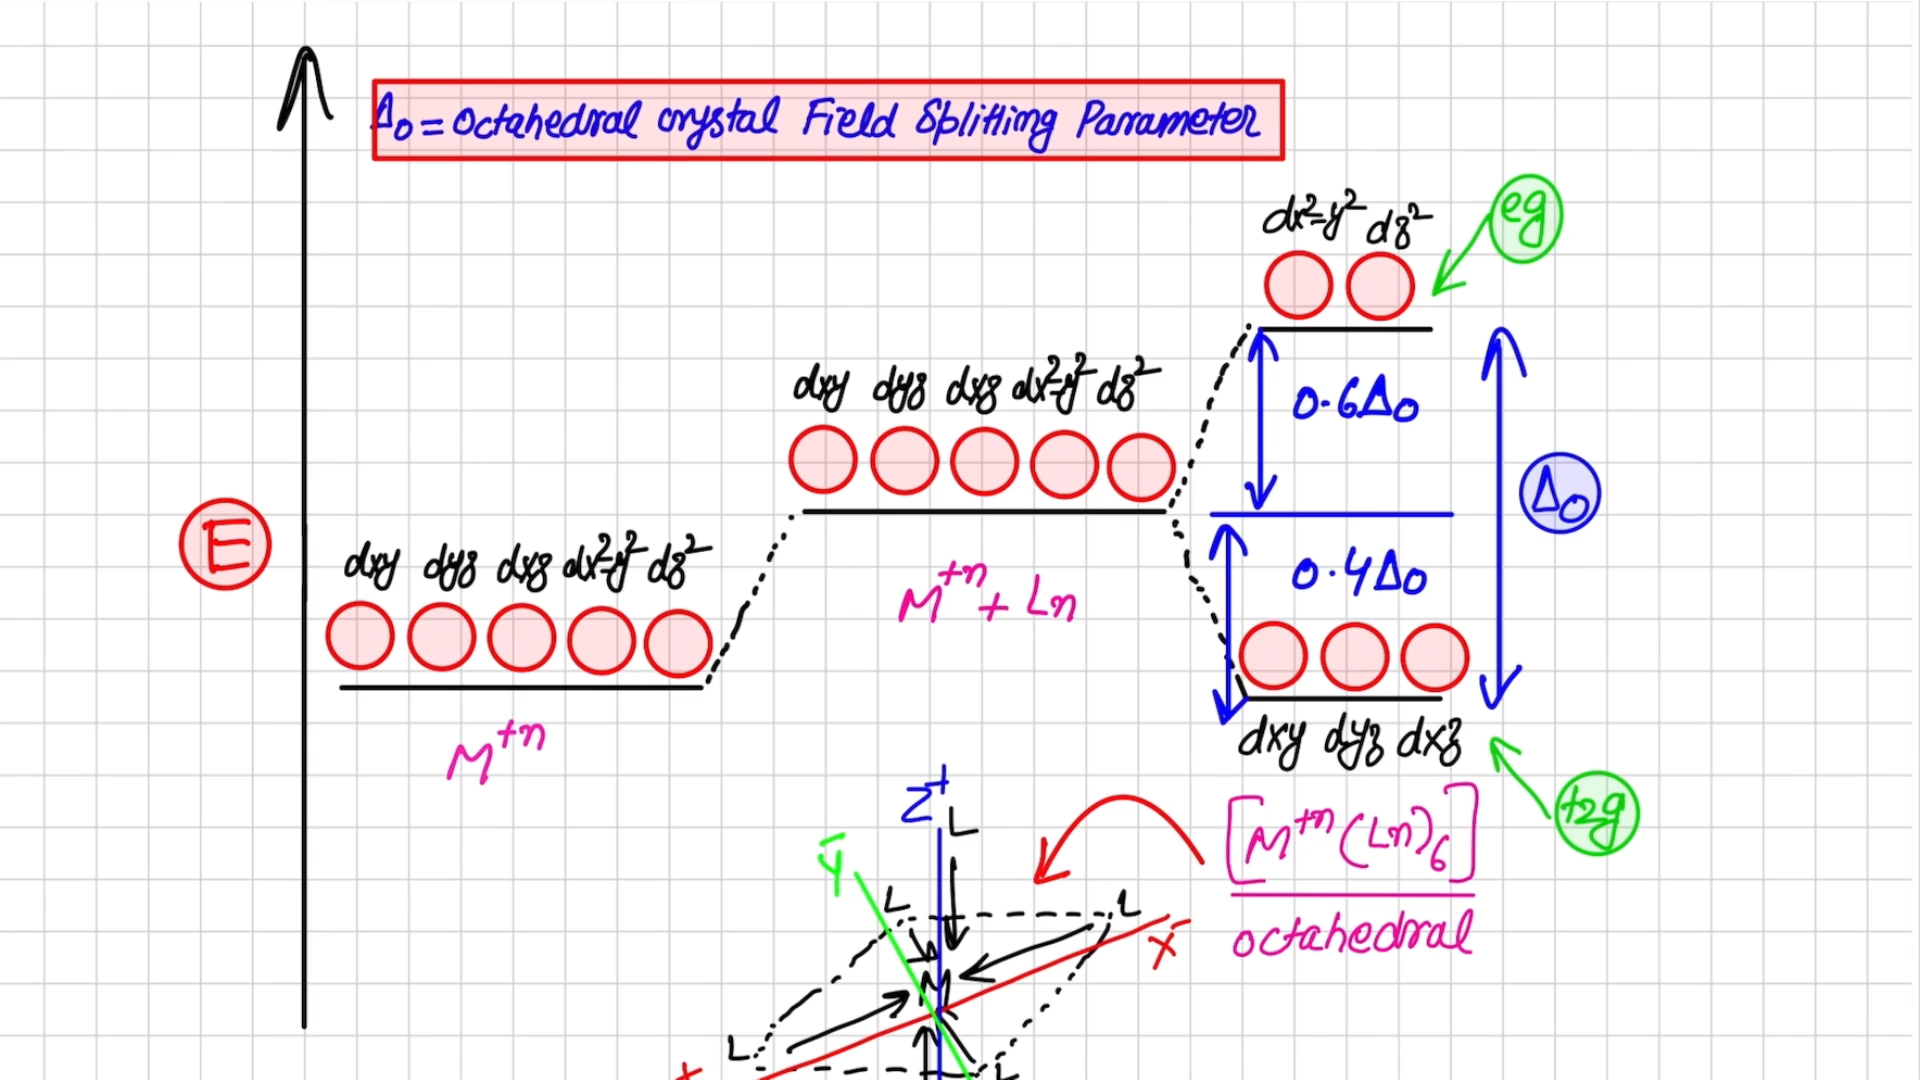 Δo = octahedral crystal Field Splitting Parameter
eg
dx²-y² dz²
0.6Δo
dxy dyz dxz dx²-y² dz²
Δo
E
dxy dyz dxz dx²-y² dz²
M⁺ⁿ + Ln
0.4Δo
M⁺ⁿ
dxy dyz dxz
t2g
[M⁺ⁿ(Ln)₆]
octahedral
Z⁺
L
Y⁻
L
L
X⁻
M
L
L